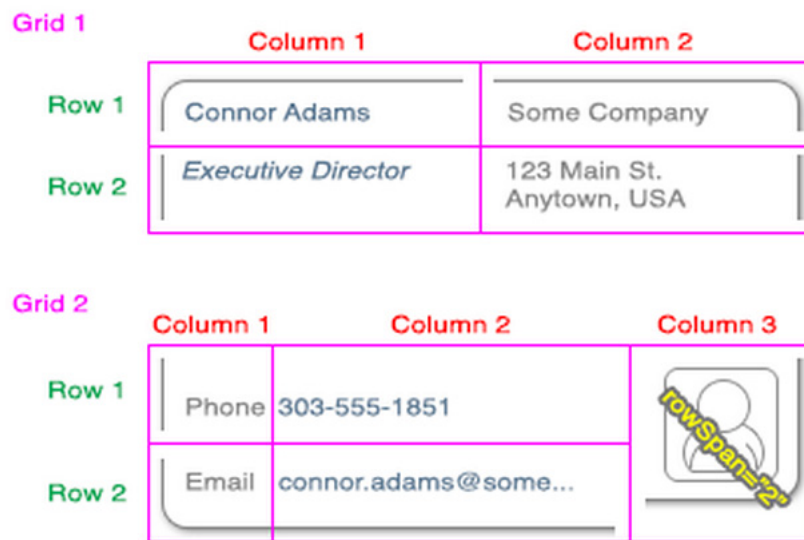 Grid 1
Column 1 Column 2
Row 1 Connor Adams Some Company
Row 2 Executive Director 123 Main St.
Anytown, USA
Grid 2
Column 1 Column 2 Column 3
Row 1 Phone 303-555-1851
rowSpan="2"
Row 2 Email connor.adams@some...